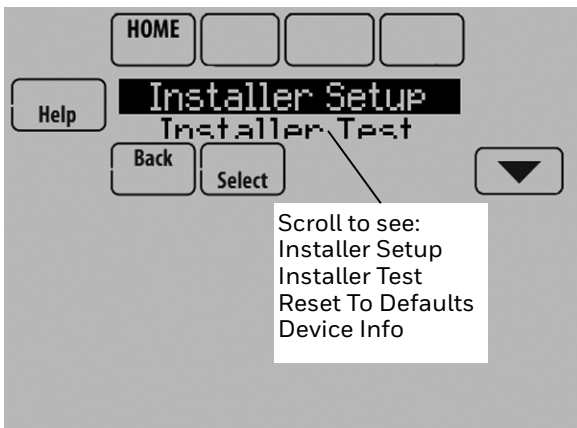 HOME
Help
Installer Setup
Installer Test
Back
Select
Scroll to see:
Installer Setup
Installer Test
Reset To Defaults
Device Info